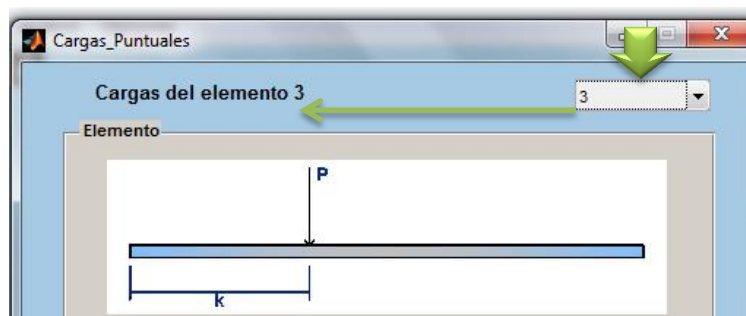 Cargas_Puntuales
Cargas del elemento 3
3
Elemento
P
k